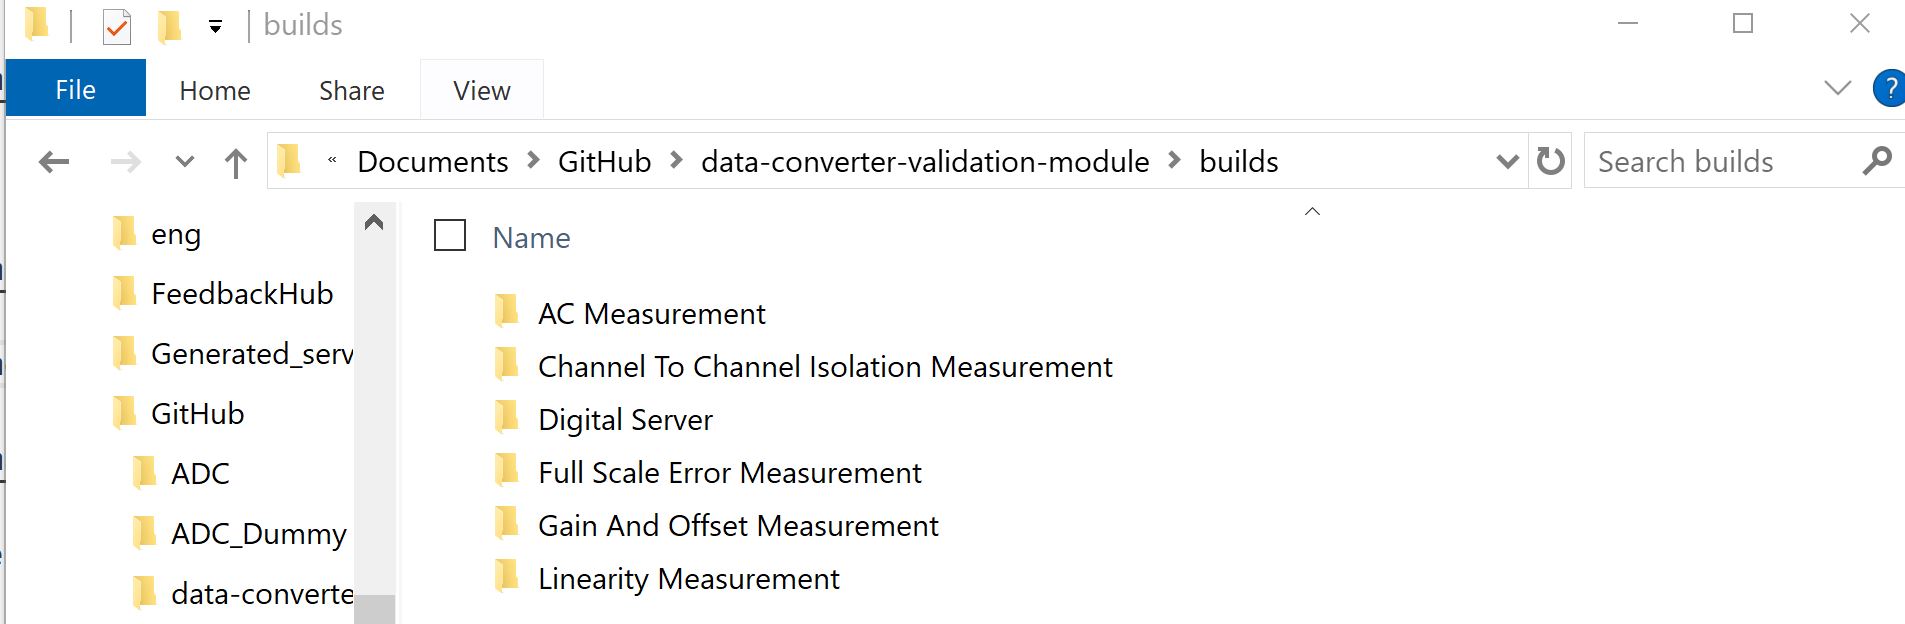 builds
File Home Share View
?
« Documents > GitHub > data-converter-validation-module > builds
Search builds
eng
FeedbackHub
Generated_serv
GitHub
ADC
ADC_Dummy
data-converte
Name
AC Measurement
Channel To Channel Isolation Measurement
Digital Server
Full Scale Error Measurement
Gain And Offset Measurement
Linearity Measurement